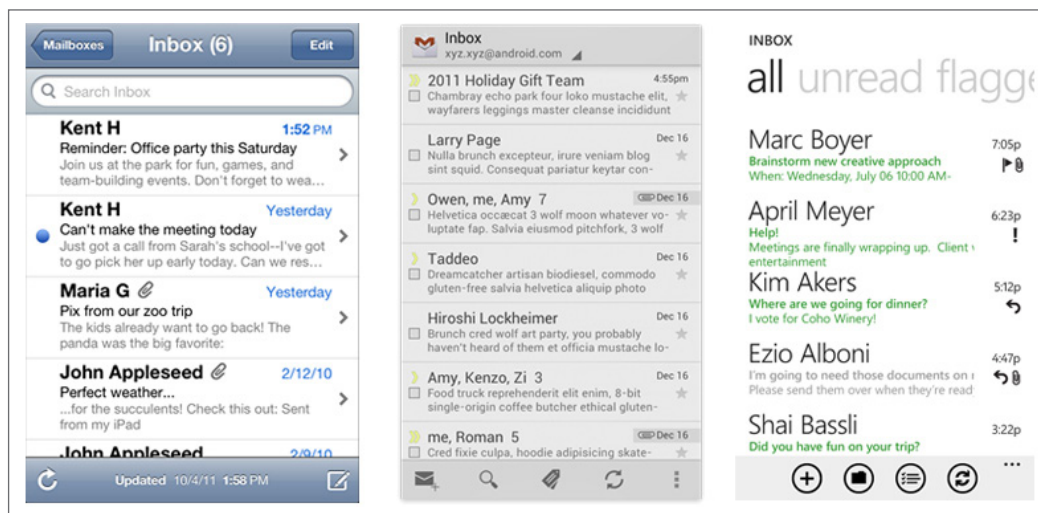 Mailboxes
Inbox (6)
Edit
Search Inbox
Kent H 1:52 PM
Reminder: Office party this Saturday
Join us at the park for fun, games, and
team-building events. Don't forget to wea...
Kent H Yesterday
Can't make the meeting today
Just got a call from Sarah's school--I've got
to go pick her up early today. Can we res...
Maria G Yesterday
Pix from our zoo trip
The kids already want to go back! The
panda was the big favorite:
John Appleseed 2/12/10
Perfect weather...
...for the succulents! Check this out: Sent
from my iPad
John Appleseed 2/9/10
Updated 10/4/11 1:58 PM
Inbox
xyz.xyz@android.com
2011 Holiday Gift Team 4:55pm
Chambray echo park four loko mustache elit,
wayfarers leggings master cleanse incididunt
Larry Page Dec 16
Nulla brunch excepteur, irure veniam blog
sint squid. Consequat pariatur keytar con-
Owen, me, Amy 7 Dec 16
Helvetica occæcat 3 wolf moon whatever vo-
luptate fap. Salvia eiusmod pitchfork, 3 wolf
Taddeo Dec 16
Dreamcatcher artisan biodiesel, commodo
gluten-free salvia helvetica aliquip photo
Hiroshi Lockheimer Dec 16
Brunch cred wolf art party, you probably
haven't heard of them et officia mustache lo-
Amy, Kenzo, Zi 3 Dec 16
Food truck reprehenderit elit enim, 8-bit
single-origin coffee butcher ethical gluten-
me, Roman 5 Dec 16
Cred fixie culpa, hoodie adipisicing skate-
INBOX
all unread flagge
Marc Boyer 7:05p
Brainstorm new creative approach
When: Wednesday, July 06 10:00 AM-
April Meyer 6:23p
Help!
Meetings are finally wrapping up. Client
entertainment
Kim Akers 5:12p
Where are we going for dinner?
I vote for Coho Winery!
Ezio Alboni 4:47p
I'm going to need those documents on
Please send them over when they're read
Shai Bassli 3:22p
Did you have fun on your trip?